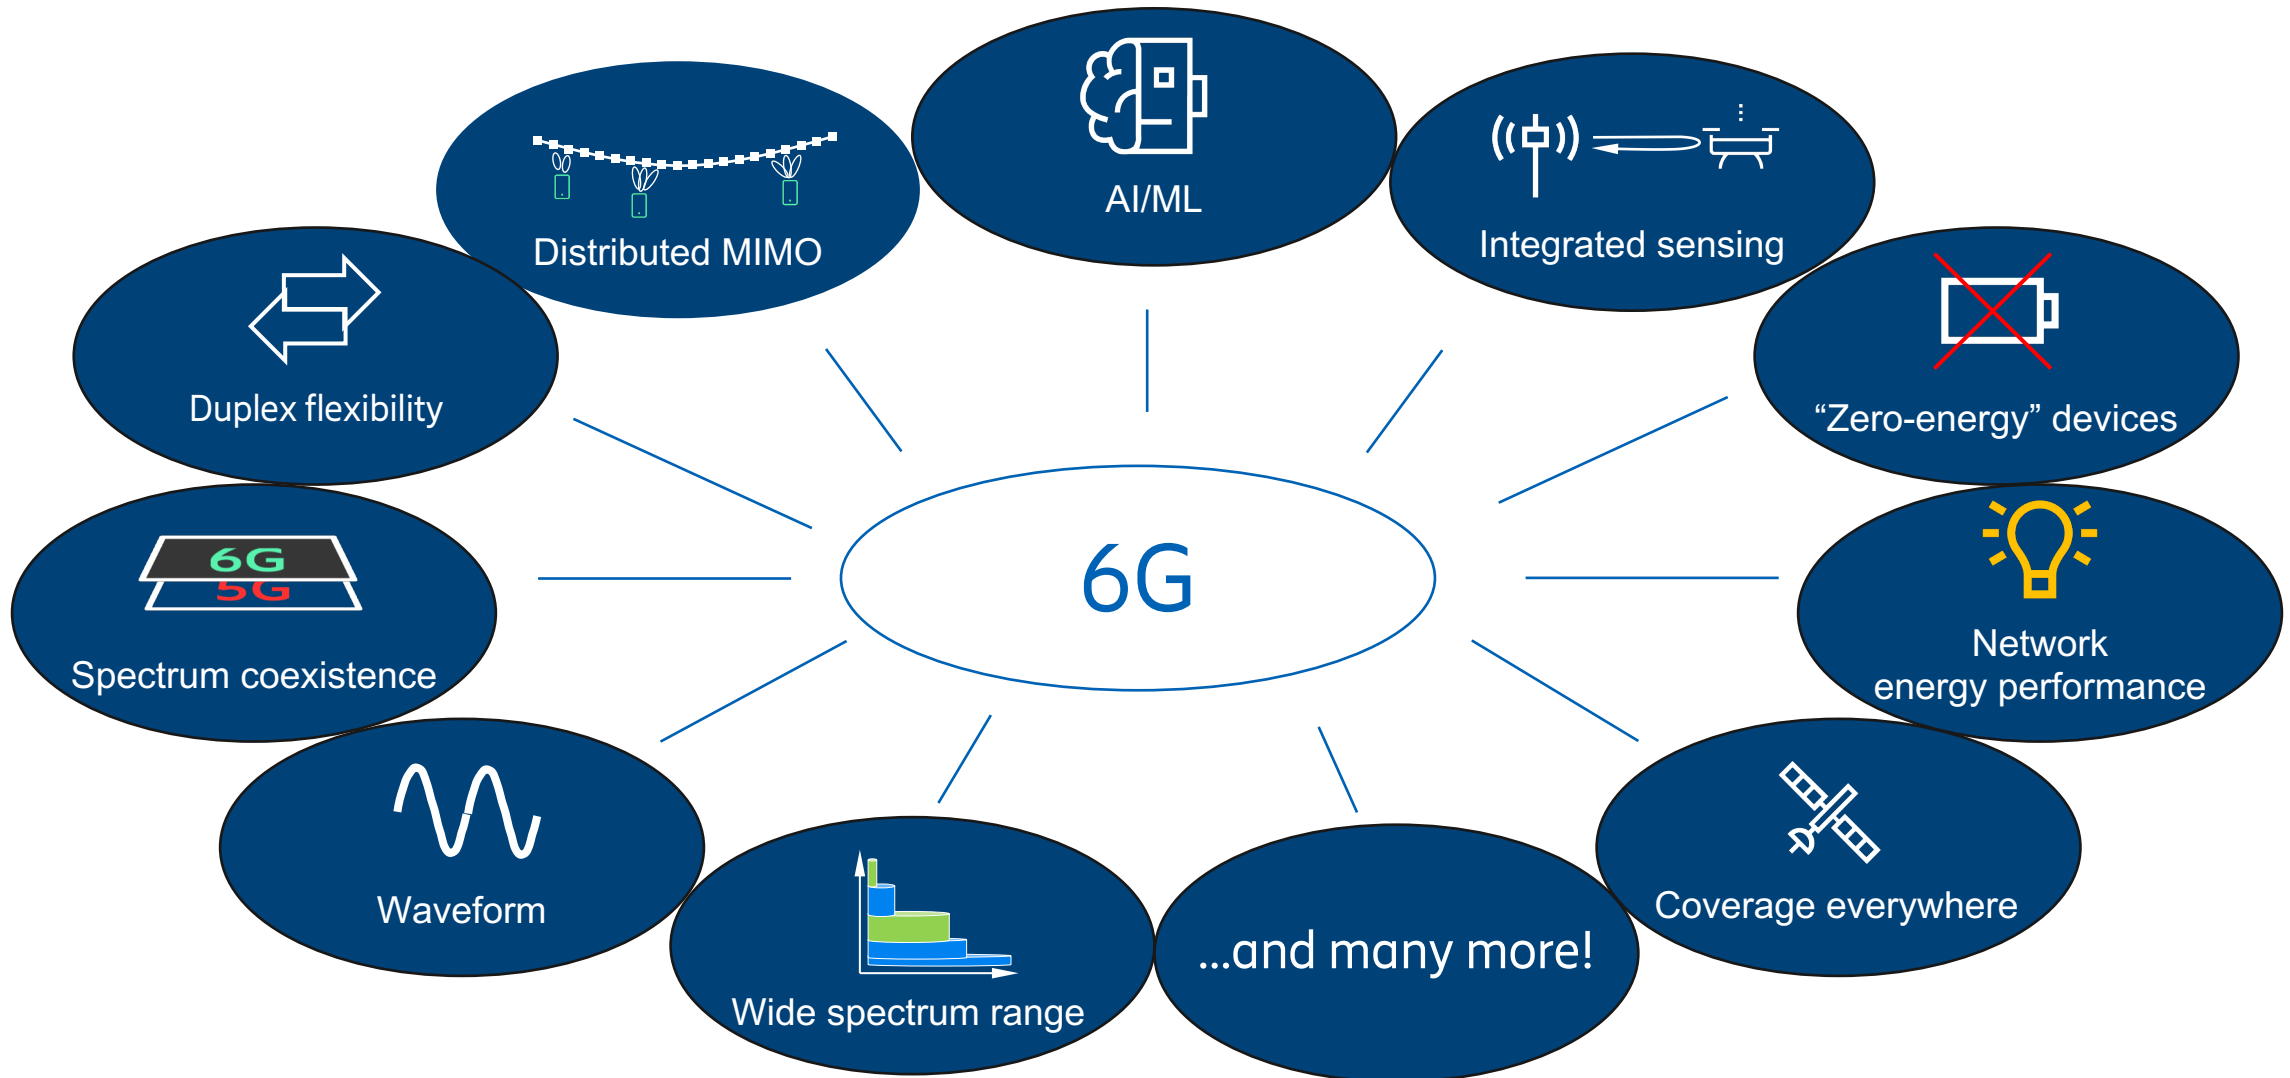 AI/ML
Distributed MIMO
Integrated sensing
Duplex flexibility
“Zero-energy” devices
6G
6G
5G
Spectrum coexistence
Network
energy performance
Waveform
Coverage everywhere
Wide spectrum range
...and many more!